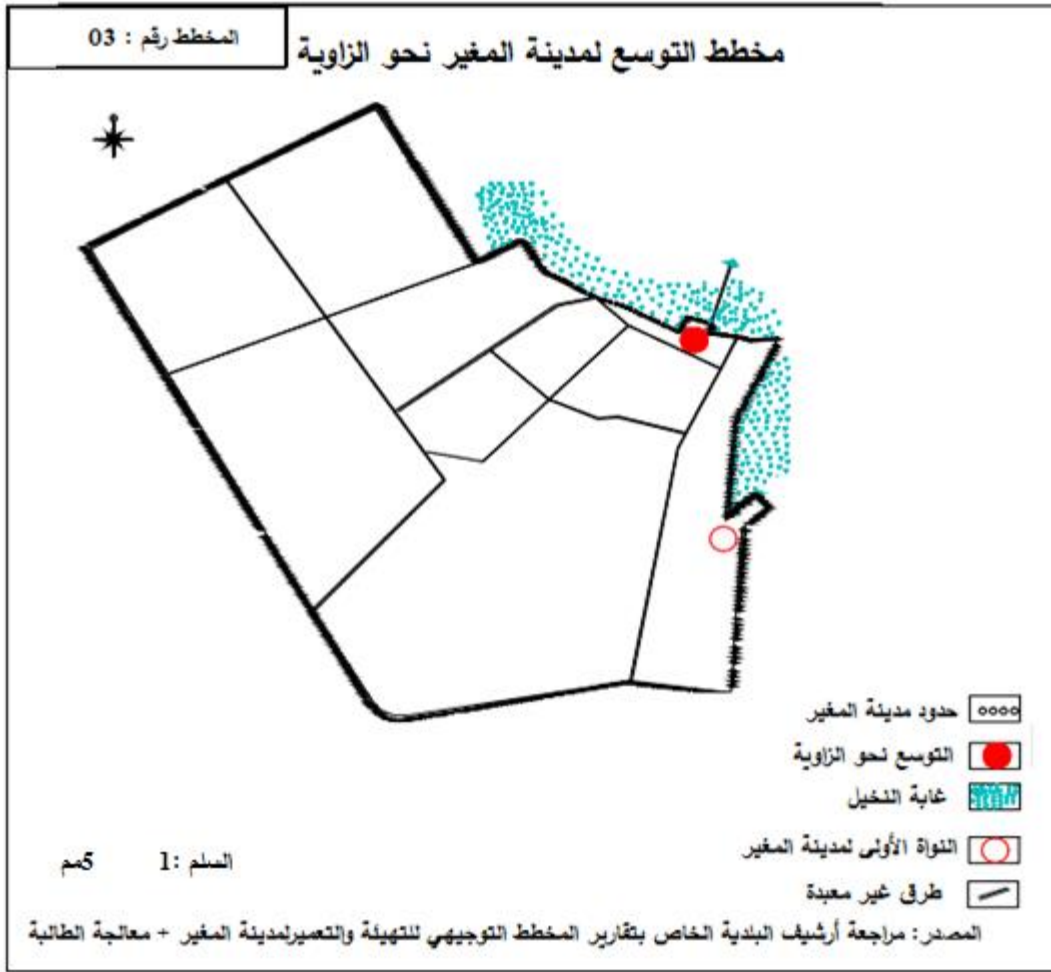 المخطط رقم : 03
مخطط التوسع لمدينة المغير نحو الزاوية
حدود مدينة المغير
التوسع نحو الزاوية
غابة النخيل
النواة الأولى لمدينة المغير
طرق غير معبدة
السلم :1 5مم
المصدر: مراجعة أرشيف البلدية الخاص بتقارير المخطط التوجيهي للتهيئة والتعميرلمدينة المغير + معالجة الطالبة